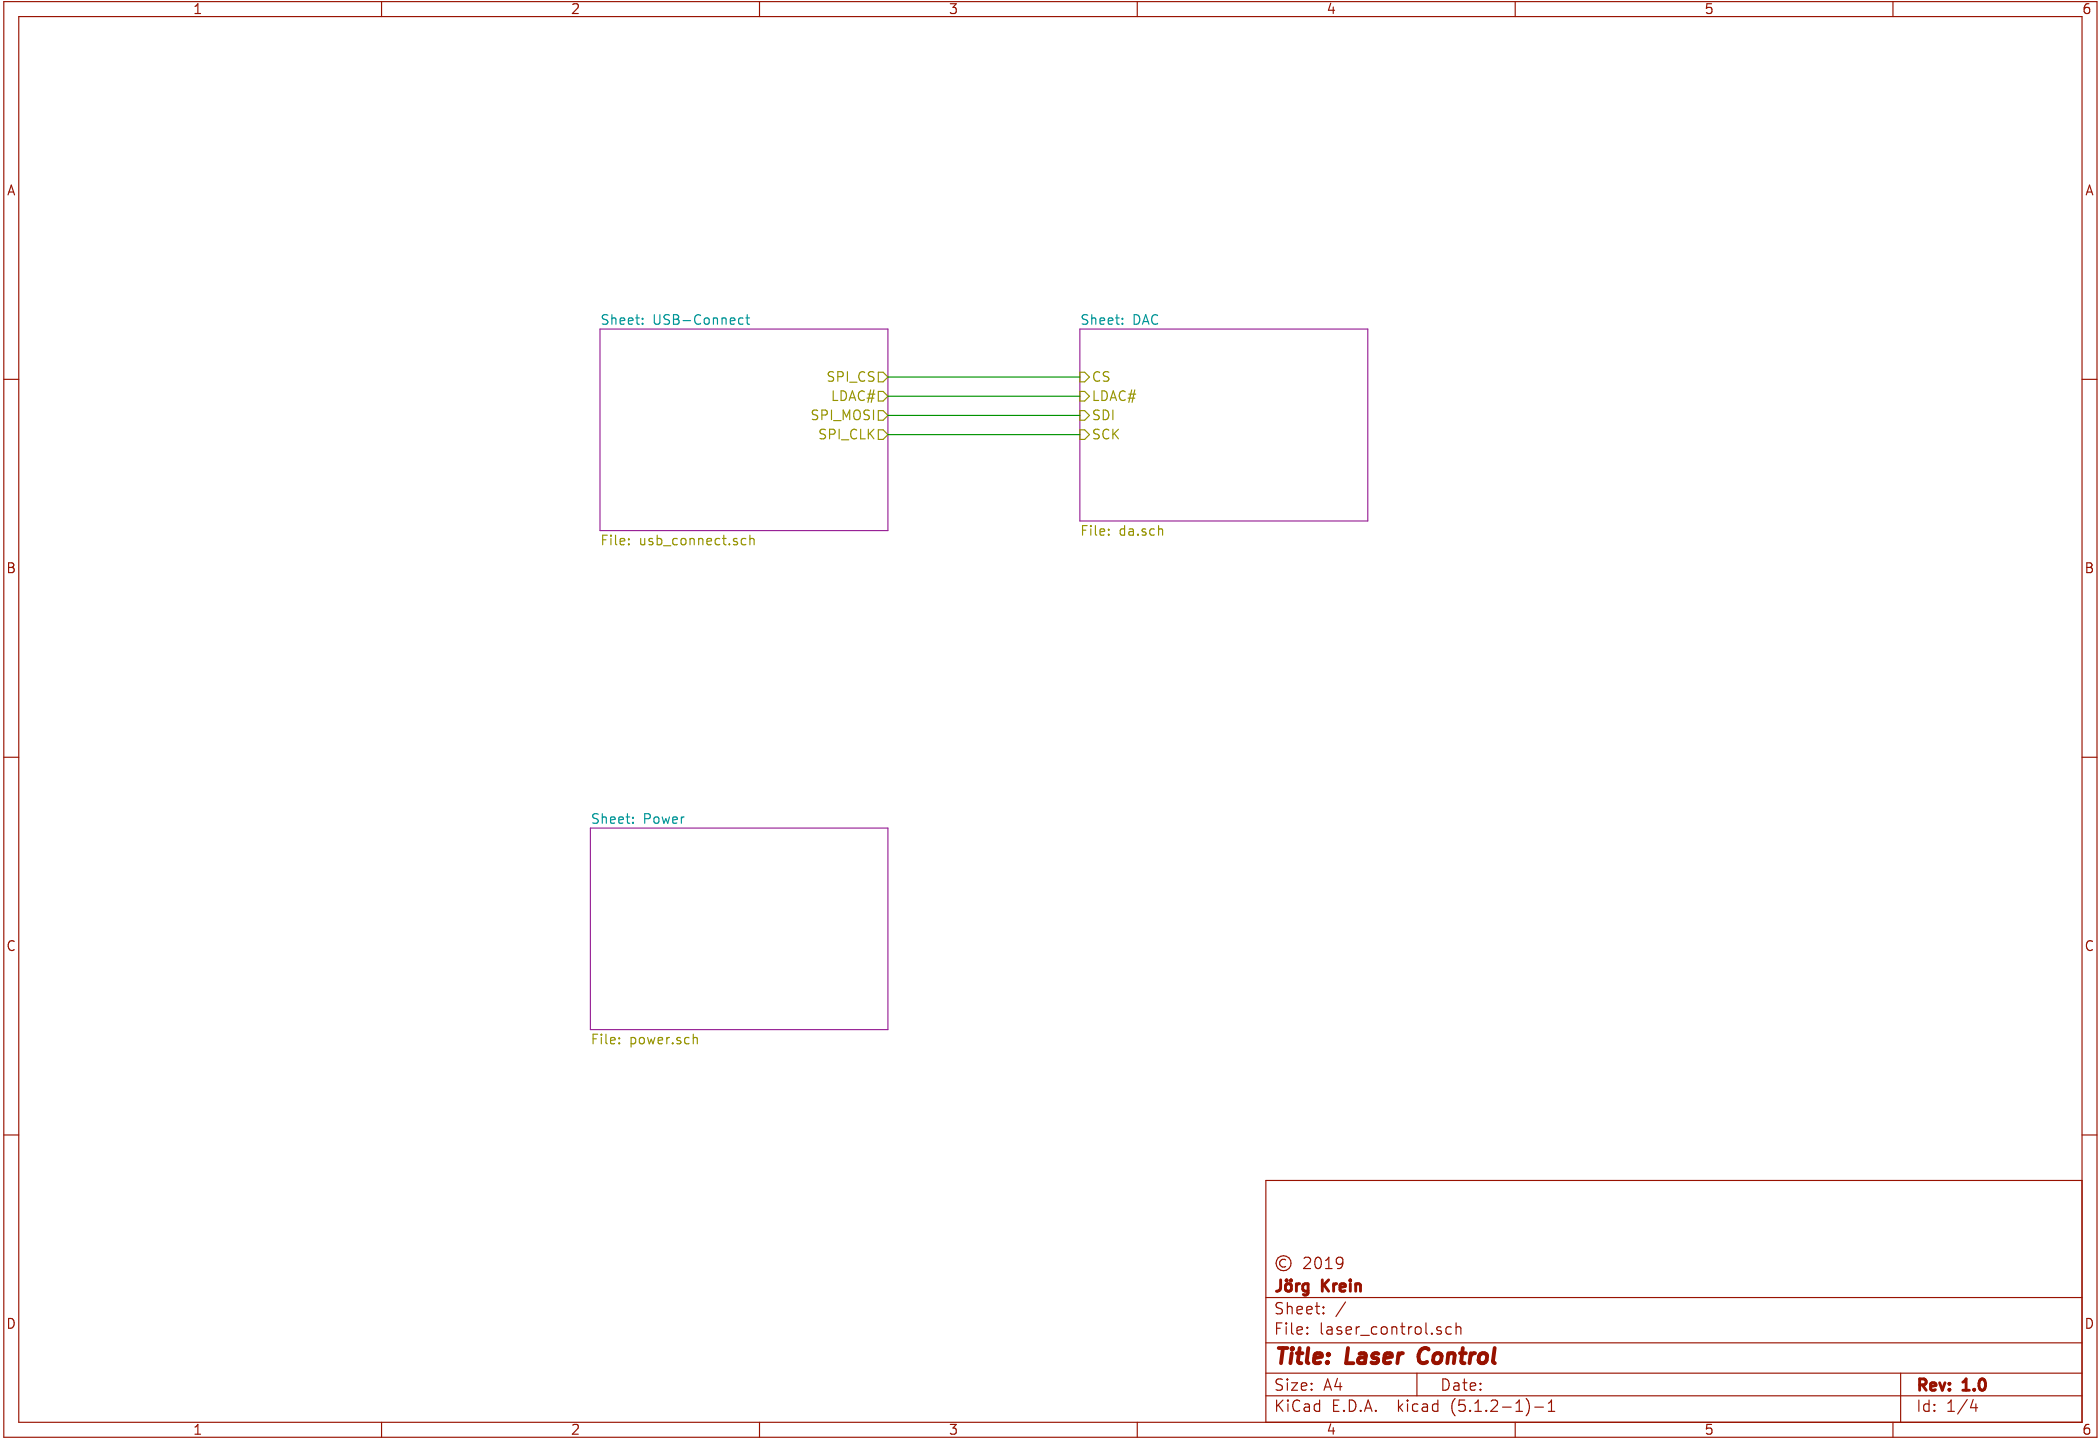 1 2 3 4 5 6
A A
Sheet: USB-Connect Sheet: DAC
SPI_CS CS
LDAC# LDAC#
SPI_MOSI SDI
SPI_CLK SCK
File: usb_connect.sch File: da.sch
B B
Sheet: Power
C C
File: power.sch
© 2019
Jörg Krein
Sheet: /
File: laser_control.sch
D D
Title: Laser Control
Size: A4 Date: Rev: 1.0
KiCad E.D.A. kicad (5.1.2-1)-1 Id: 1/4
1 2 3 4 5 6